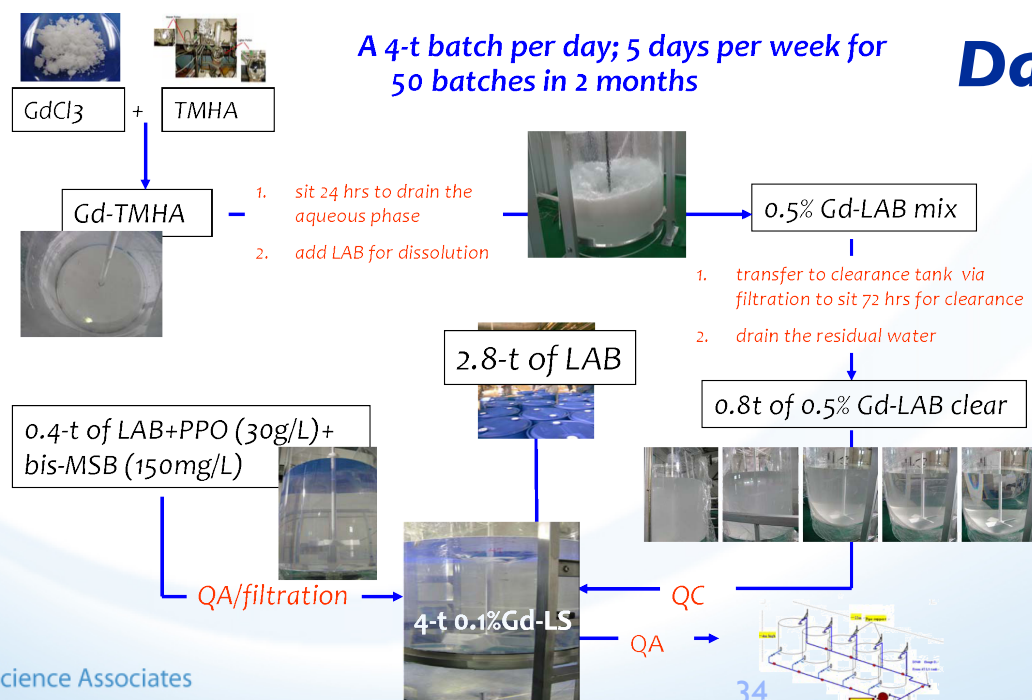 A 4-t batch per day; 5 days per week for
50 batches in 2 months
Da
GdCl3
+
TMHA
Gd-TMHA
1. sit 24 hrs to drain the
aqueous phase
2. add LAB for dissolution
0.5% Gd-LAB mix
1. transfer to clearance tank via
filtration to sit 72 hrs for clearance
2. drain the residual water
2.8-t of LAB
0.8t of 0.5% Gd-LAB clear
0.4-t of LAB+PPO (30g/L)+
bis-MSB (150mg/L)
QA/filtration
4-t 0.1%Gd-LS
QC
QA
cience Associates
34